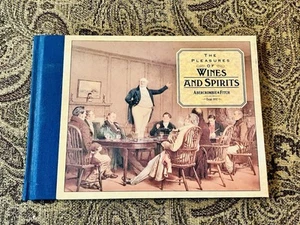 THE
PLEASURES
OF
WINES
AND SPIRITS
ABERCROMBIE & FITCH